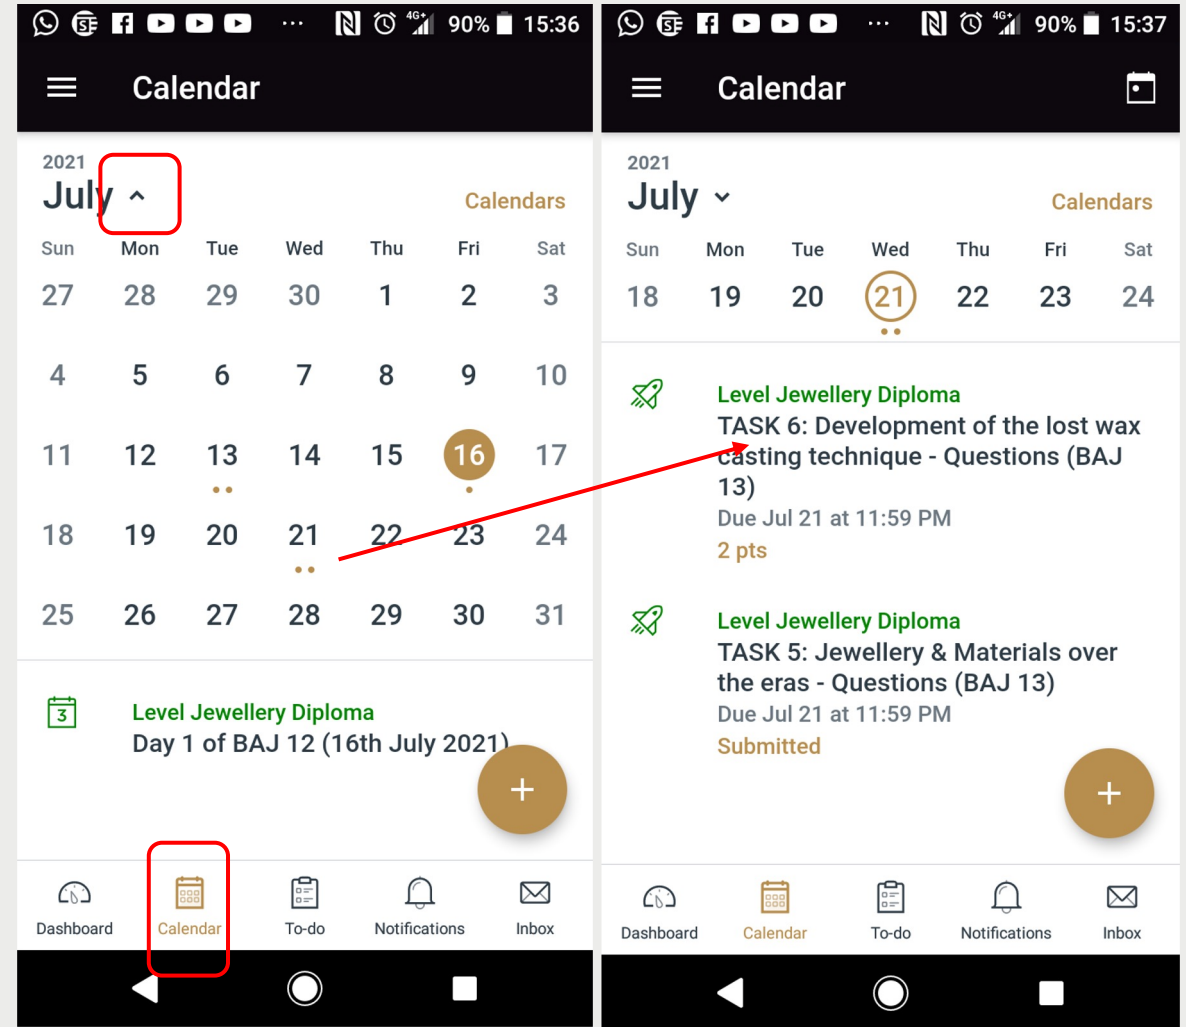 4G+ 90% 15:36
Calendar
2021
July
Calendars
Sun Mon Tue Wed Thu Fri Sat
27 28 29 30 1 2 3
4 5 6 7 8 9 10
11 12 13 14 15 16 17
18 19 20 21 22 23 24
25 26 27 28 29 30 31
3
Level Jewellery Diploma
Day 1 of BAJ 12 (16th July 2021)
+
Dashboard Calendar To-do Notifications Inbox
4G+ 90% 15:37
Calendar
2021
July
Calendars
Sun Mon Tue Wed Thu Fri Sat
18 19 20 21 22 23 24
Level Jewellery Diploma
TASK 6: Development of the lost wax
casting technique - Questions (BAJ
13)
Due Jul 21 at 11:59 PM
2 pts
Level Jewellery Diploma
TASK 5: Jewellery & Materials over
the eras - Questions (BAJ 13)
Due Jul 21 at 11:59 PM
Submitted
+
Dashboard Calendar To-do Notifications Inbox